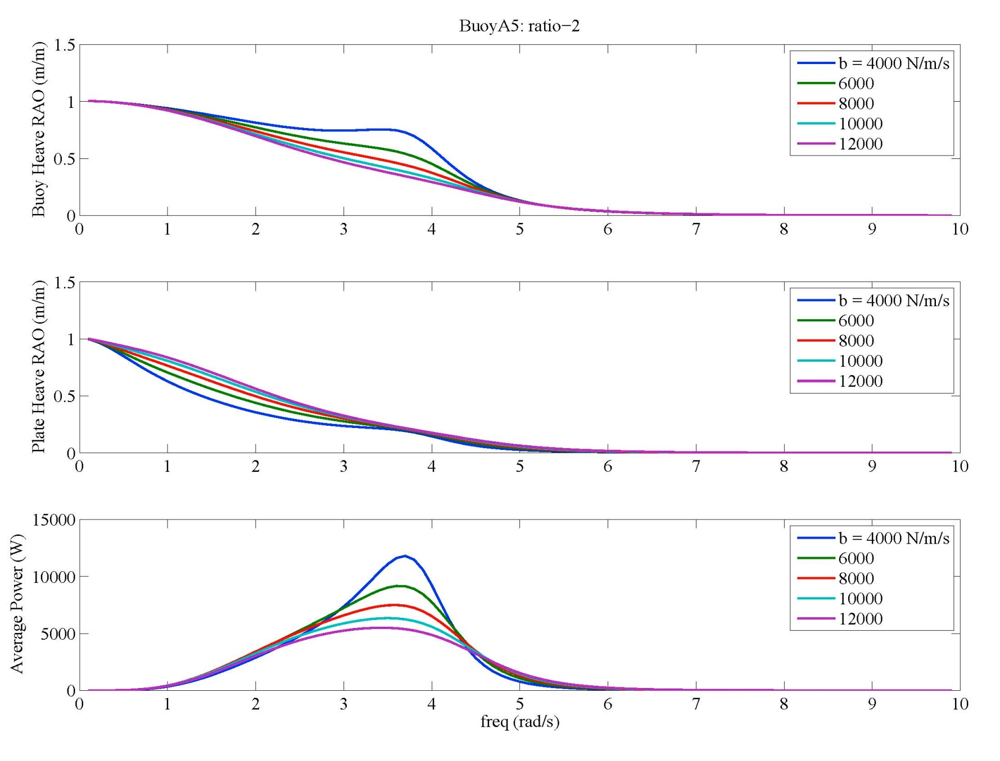 BuoyA5: ratio−2
Buoy Heave RAO (m/m)
1.5
1
0.5
0
0 1 2 3 4 5 6 7 8 9 10
b = 4000 N/m/s
6000
8000
10000
12000
Plate Heave RAO (m/m)
1.5
1
0.5
0
0 1 2 3 4 5 6 7 8 9 10
b = 4000 N/m/s
6000
8000
10000
12000
Average Power (W)
15000
10000
5000
0
0 1 2 3 4 5 6 7 8 9 10
b = 4000 N/m/s
6000
8000
10000
12000
freq (rad/s)